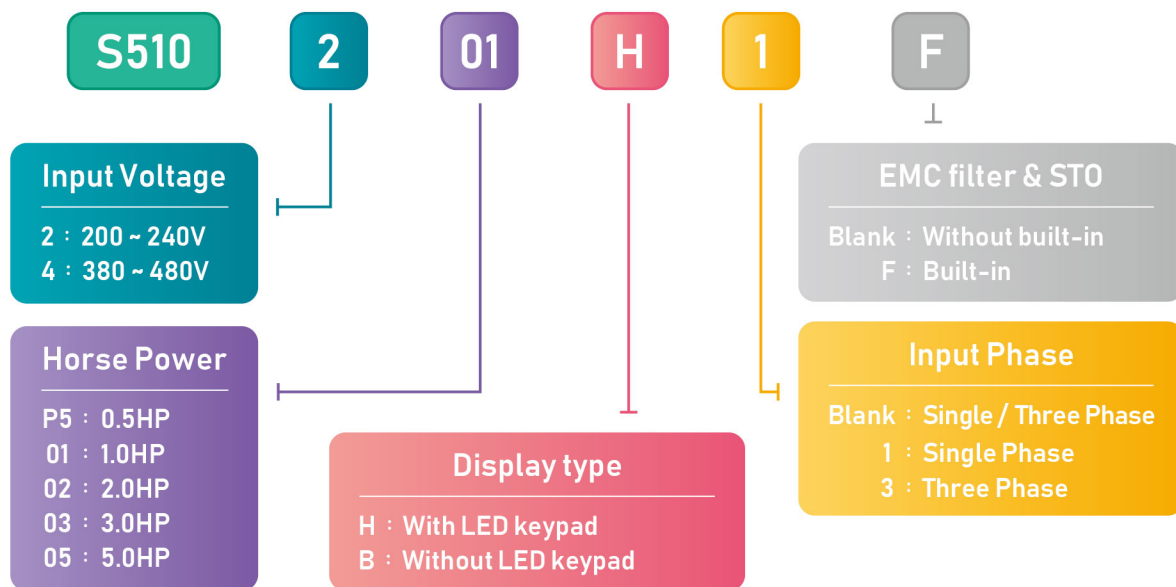 S510 2 01 H 1 F
Input Voltage
2 : 200 ~ 240V
4 : 380 ~ 480V
Horse Power
P5 : 0.5HP
01 : 1.0HP
02 : 2.0HP
03 : 3.0HP
05 : 5.0HP
Display type
H : With LED keypad
B : Without LED keypad
EMC filter & STO
Blank : Without built-in
F : Built-in
Input Phase
Blank : Single / Three Phase
1 : Single Phase
3 : Three Phase